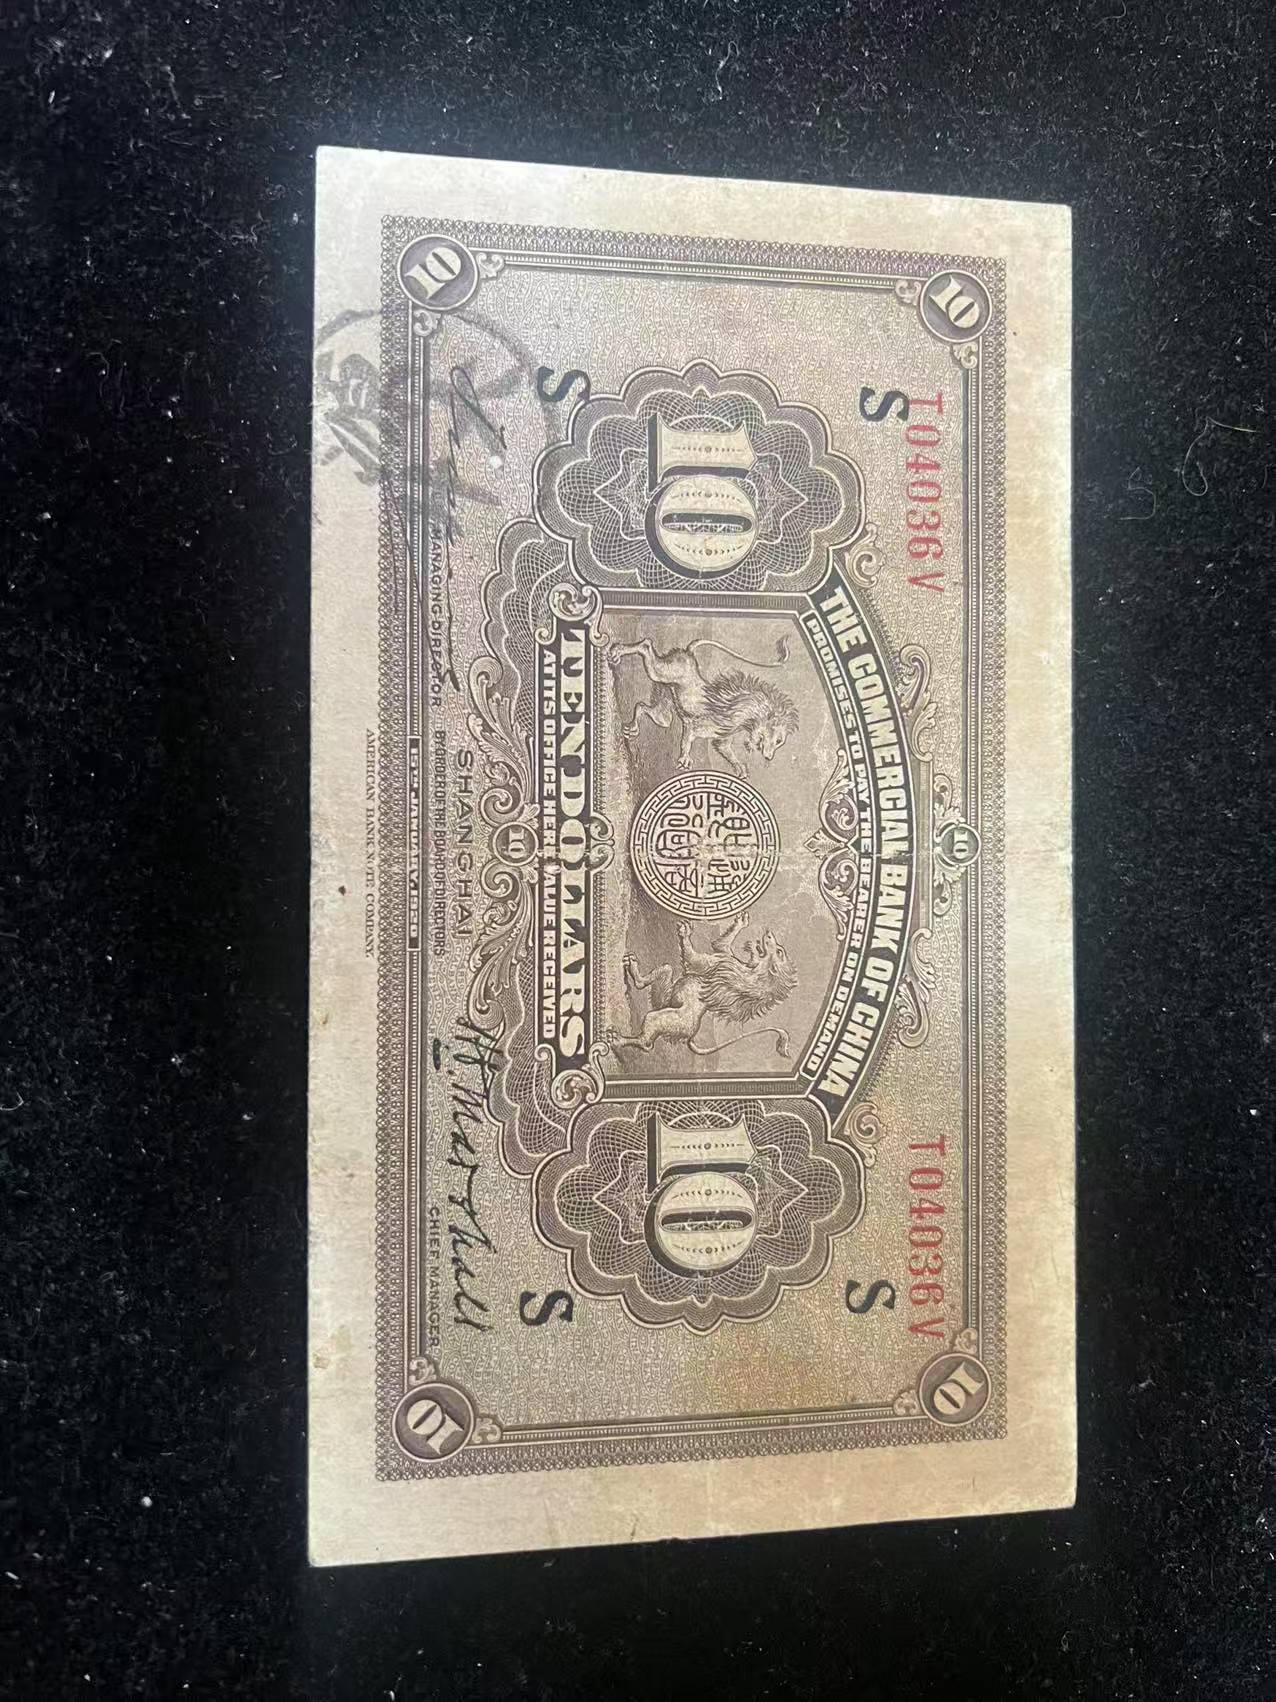 10
10
T04036V
T04036V
10
S
S
THE COMMERCIAL BANK OF CHINA
PROMISES TO PAY THE BEARER ON DEMAND
10
10
TEN DOLLARS
AT ITS OFFICE HERE VALUE RECEIVED
S
S
10
SHANGHAI
H. Marshall
MANAGING-DIRECTOR
BY ORDER OF THE BOARD OF DIRECTORS
CHIEF MANAGER
10
10
AMERICAN BANK NOTE COMPANY.